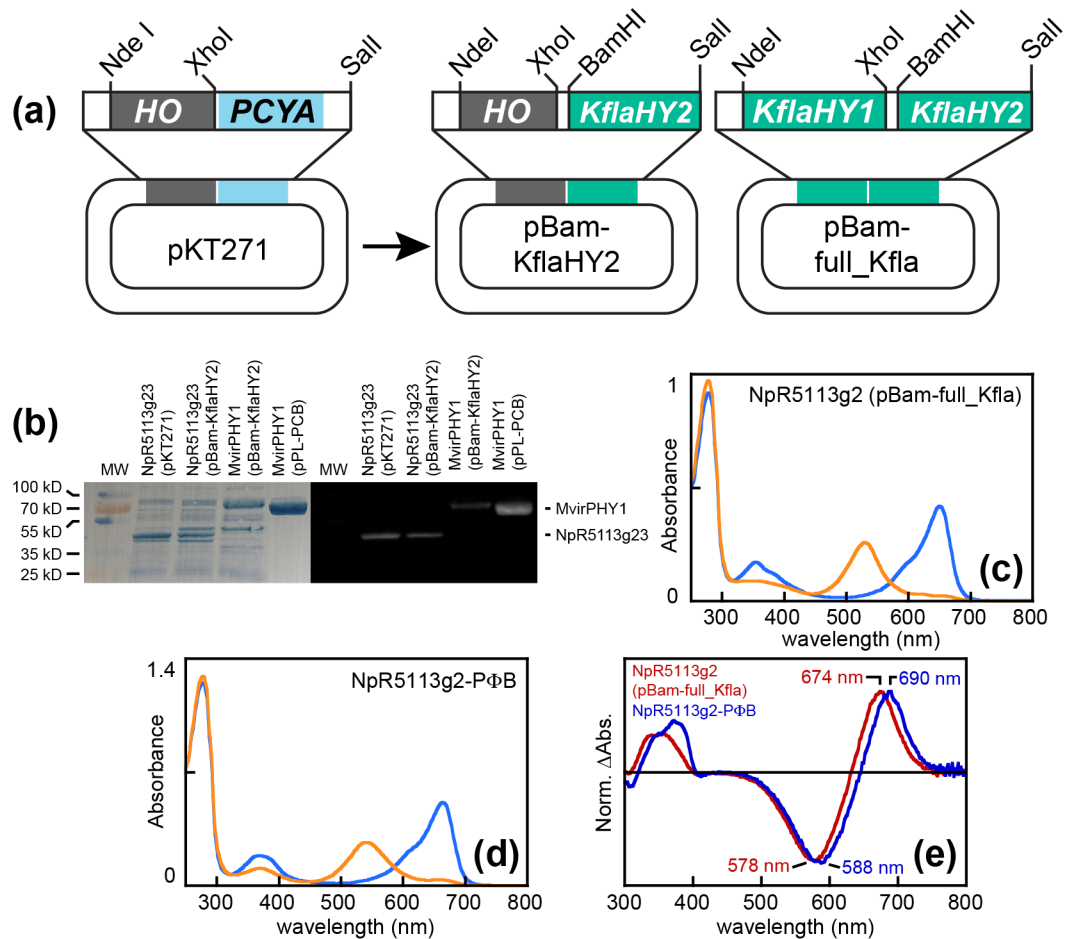 (a)
Nde I
XhoI
SalI
HO
PCYA
pKT271
NdeI
XhoI
BamHI
SalI
HO
KflaHY2
pBam-
KflaHY2
NdeI
XhoI
BamHI
SalI
KflaHY1
KflaHY2
pBam-
full_Kfla
(b)
MW
NpR5113g23
(pKT271)
NpR5113g23
(pBam-KflaHY2)
MvirPHY1
(pBam-KflaHY2)
MvirPHY1
(pPL-PCB)
MW
NpR5113g23
(pKT271)
NpR5113g23
(pBam-KflaHY2)
MvirPHY1
(pBam-KflaHY2)
MvirPHY1
(pPL-PCB)
100 kD
70 kD
55 kD
35 kD
25 kD
- MvirPHY1
- NpR5113g23
1
NpR5113g2 (pBam-full_Kfla)
Absorbance
0
(c)
300 400 500 600 700 800
wavelength (nm)
1.4
NpR5113g2-PΦB
Absorbance
0
(d)
300 400 500 600 700 800
wavelength (nm)
NpR5113g2
(pBam-full_Kfla)
NpR5113g2-PΦB
674 nm
690 nm
Norm. ΔAbs.
578 nm
588 nm
(e)
300 400 500 600 700 800
wavelength (nm)